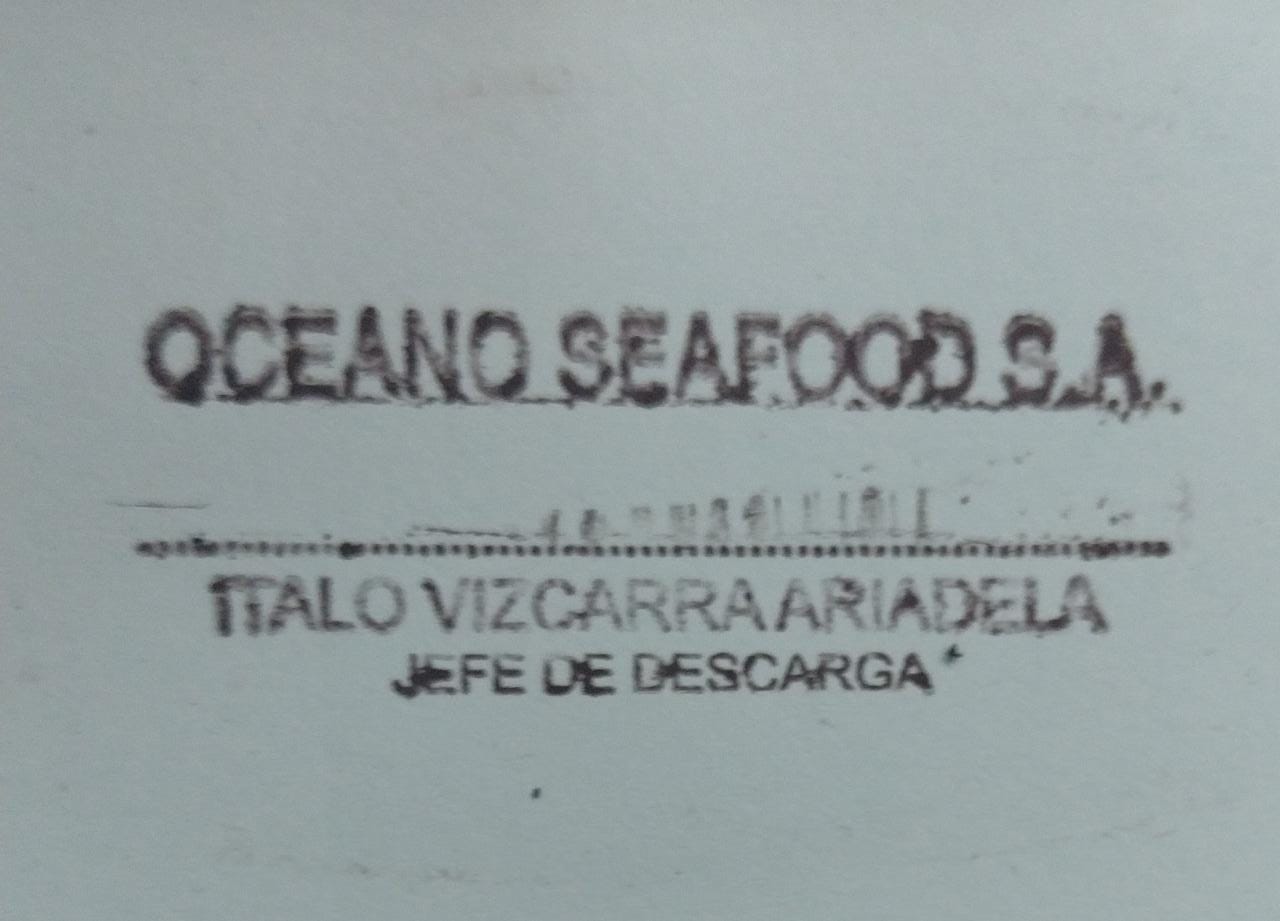 OCEANO SEAFOOD S.A.
ITALO VIZCARRA ARIADELA
JEFE DE DESCARGA